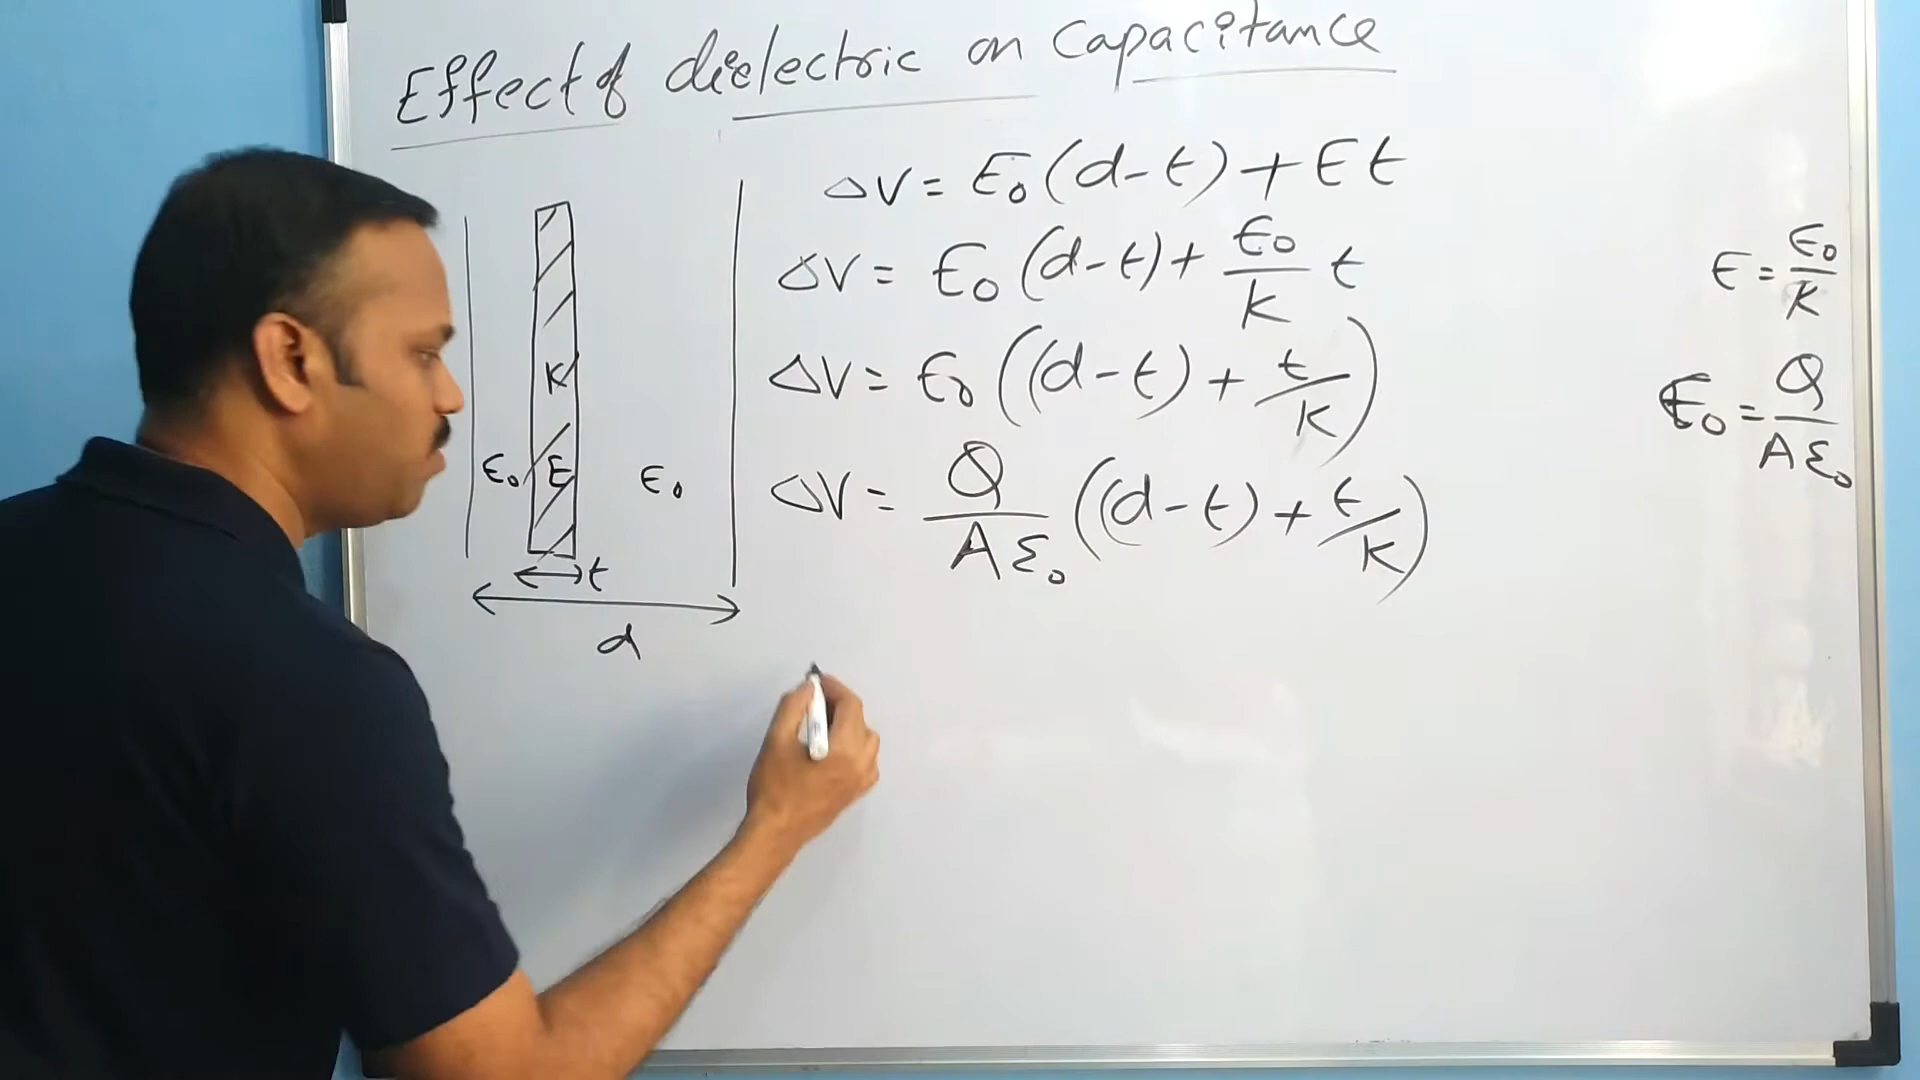 Effect of dielectric on Capacitance
ΔV = E₀(d-t) + Et
ΔV = E₀(d-t) + E₀/K t
ΔV = E₀((d-t) + t/K)
ΔV = Q/Aε₀ ((d-t) + t/K)
E = E₀/K
E₀ = Q/Aε₀
K
E₀
E
E₀
t
d